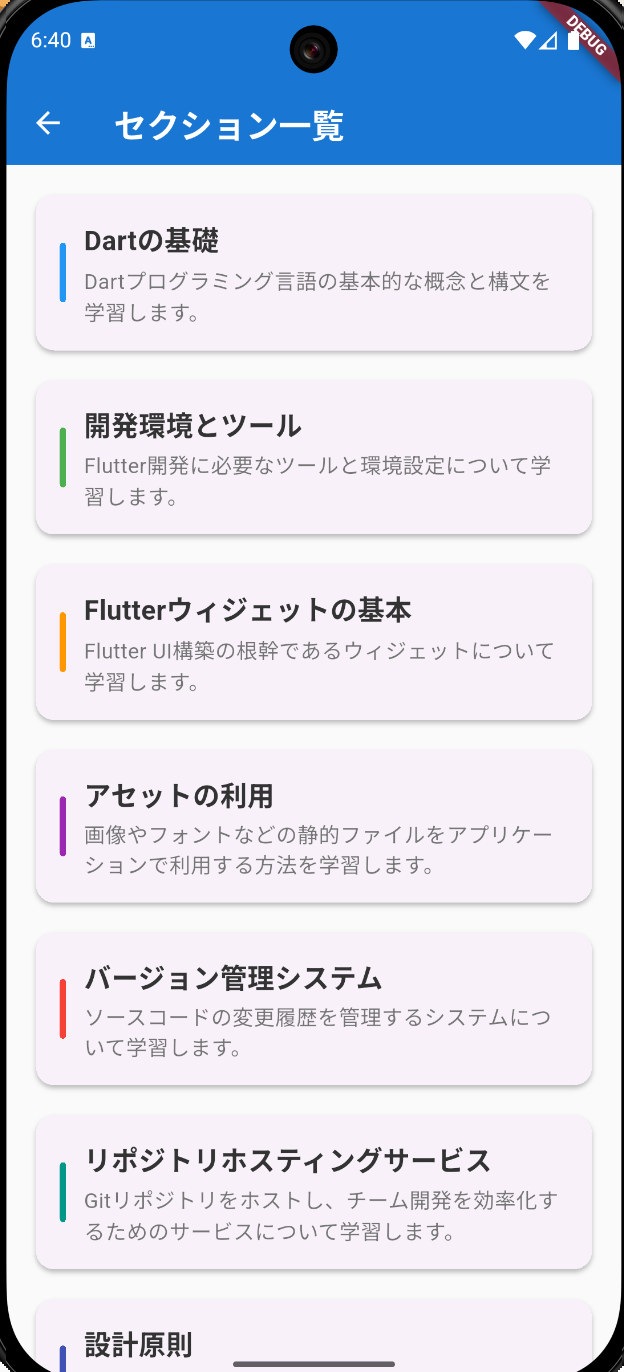 6:40
DEBUG
セクション一覧
Dartの基礎
Dartプログラミング言語の基本的な概念と構文を
学習します。
開発環境とツール
Flutter開発に必要なツールと環境設定について学
習します。
Flutterウィジェットの基本
Flutter UI構築の根幹であるウィジェットについて
学習します。
アセットの利用
画像やフォントなどの静的ファイルをアプリケー
ションで利用する方法を学習します。
バージョン管理システム
ソースコードの変更履歴を管理するシステムにつ
いて学習します。
リポジトリホスティングサービス
Gitリポジトリをホストし、チーム開発を効率化す
るためのサービスについて学習します。
設計原則